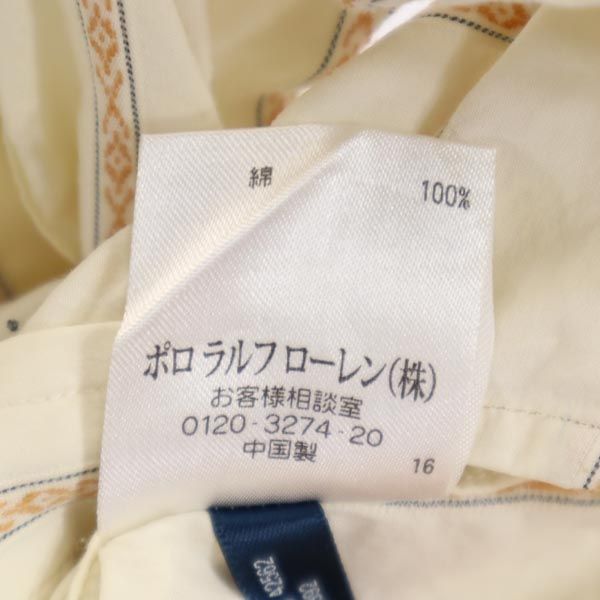 綿 100%
ポロ ラルフ ローレン(株)
お客様相談室
0120-3274-20
中国製
16